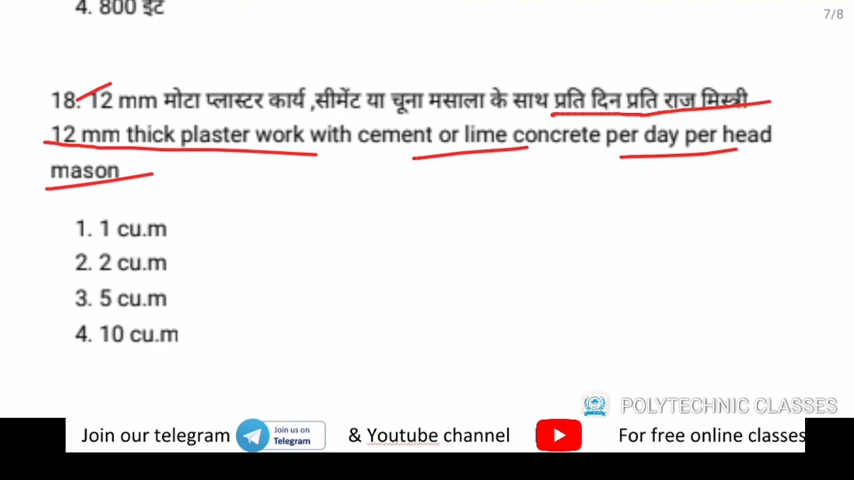 4. 800 ईंट
7/8
18. 12 mm मोटा प्लास्टर कार्य ,सीमेंट या चूना मसाला के साथ प्रति दिन प्रति राज मिस्त्री
12 mm thick plaster work with cement or lime concrete per day per head
mason
1. 1 cu.m
2. 2 cu.m
3. 5 cu.m
4. 10 cu.m
POLYTECHNIC CLASSES
Join our telegram
Join us on
Telegram
& Youtube channel
For free online classes